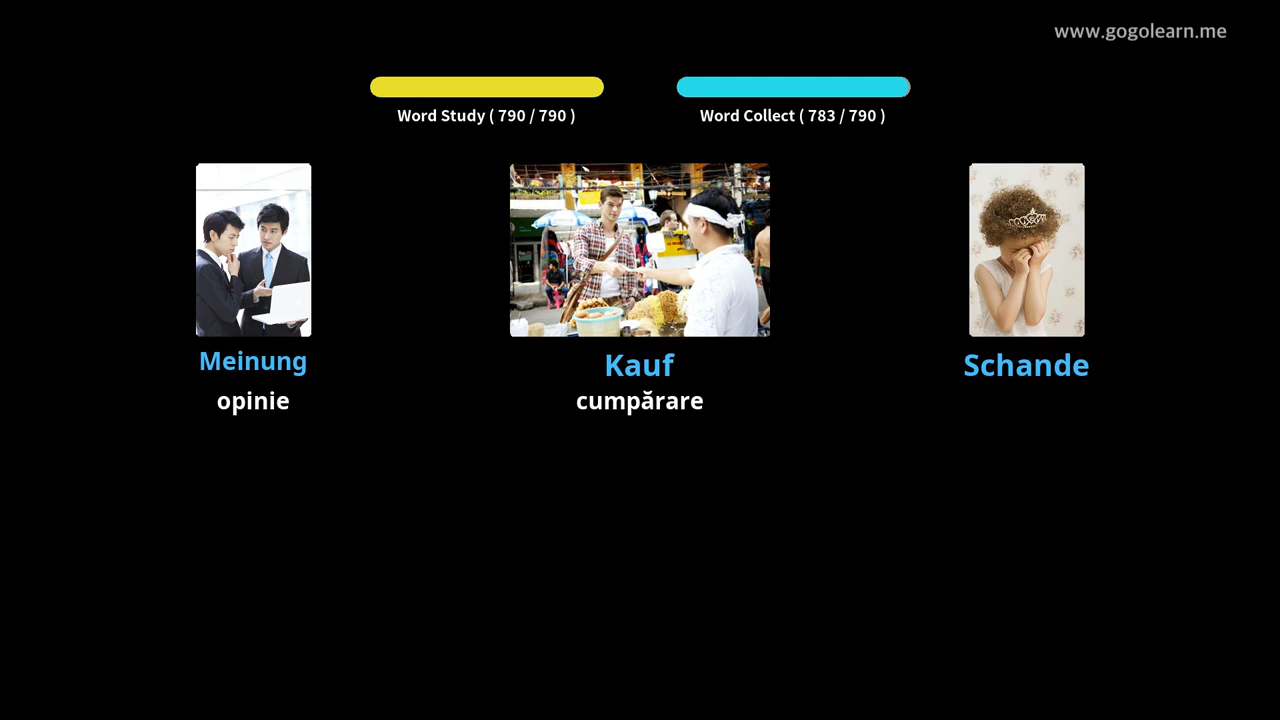 www.gogolearn.me
Word Study ( 790 / 790 )
Word Collect ( 783 / 790 )
Meinung
opinie
Kauf
cumpărare
Schande